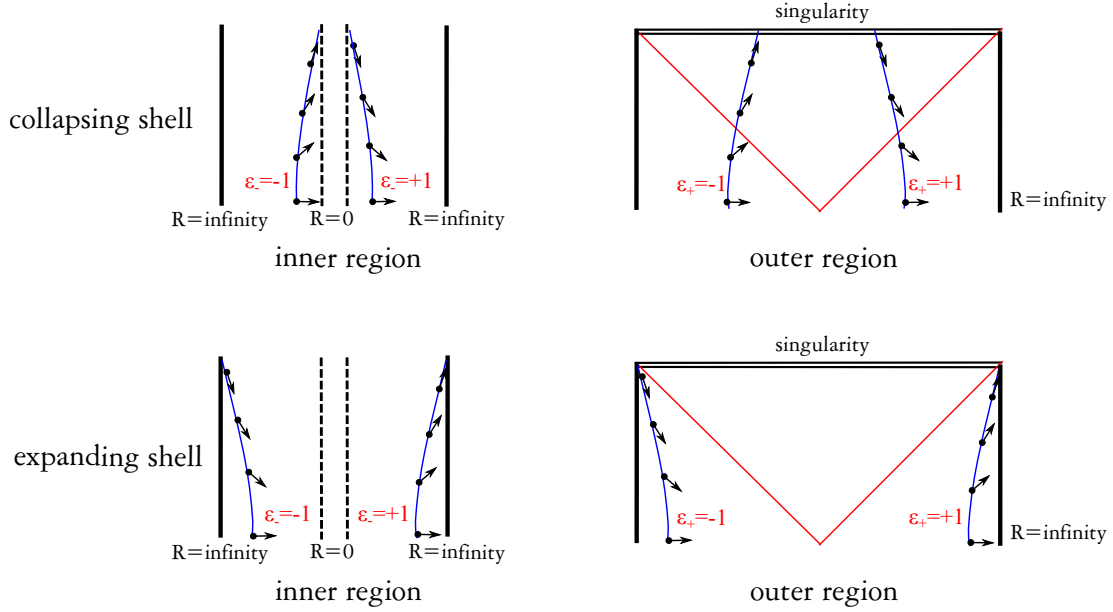 singularity
collapsing shell
ε₋=-1
ε₋=+1
ε₊=-1
ε₊=+1
R=infinity
R=0
R=infinity
R=infinity
inner region
outer region
singularity
expanding shell
ε₋=-1
ε₋=+1
ε₊=-1
ε₊=+1
R=infinity
R=infinity
R=0
R=infinity
inner region
outer region